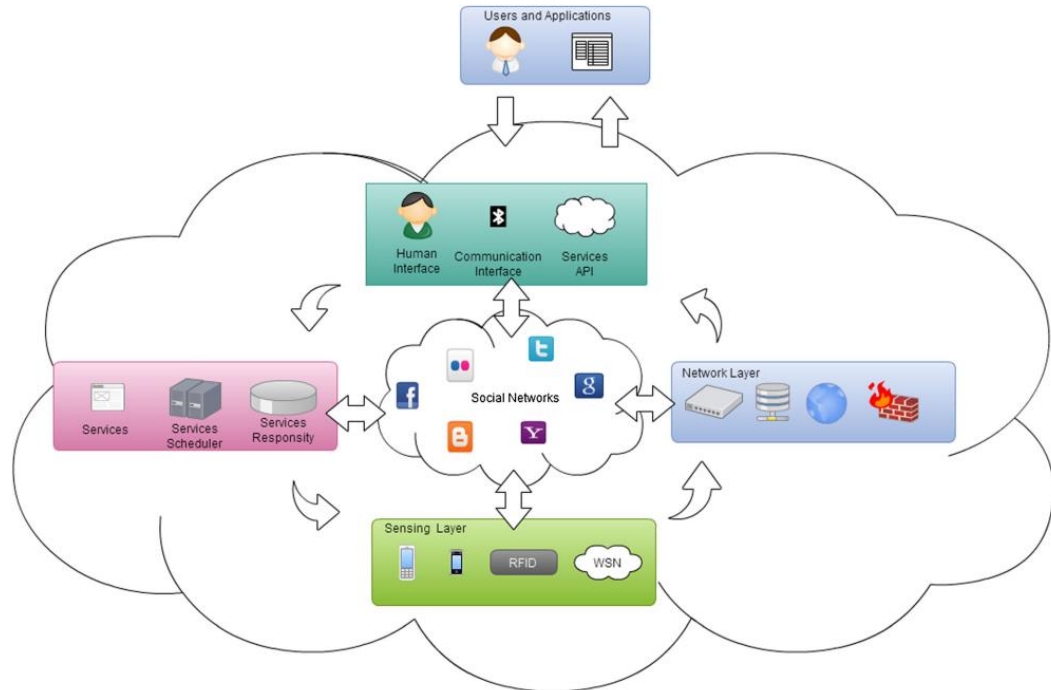 Users and Applications
Human
Interface
Communication
Interface
Services
API
Social Networks
t
f
g
B
Y
Services
Services
Scheduler
Services
Responsity
Network Layer
Sensing Layer
RFID
WSN